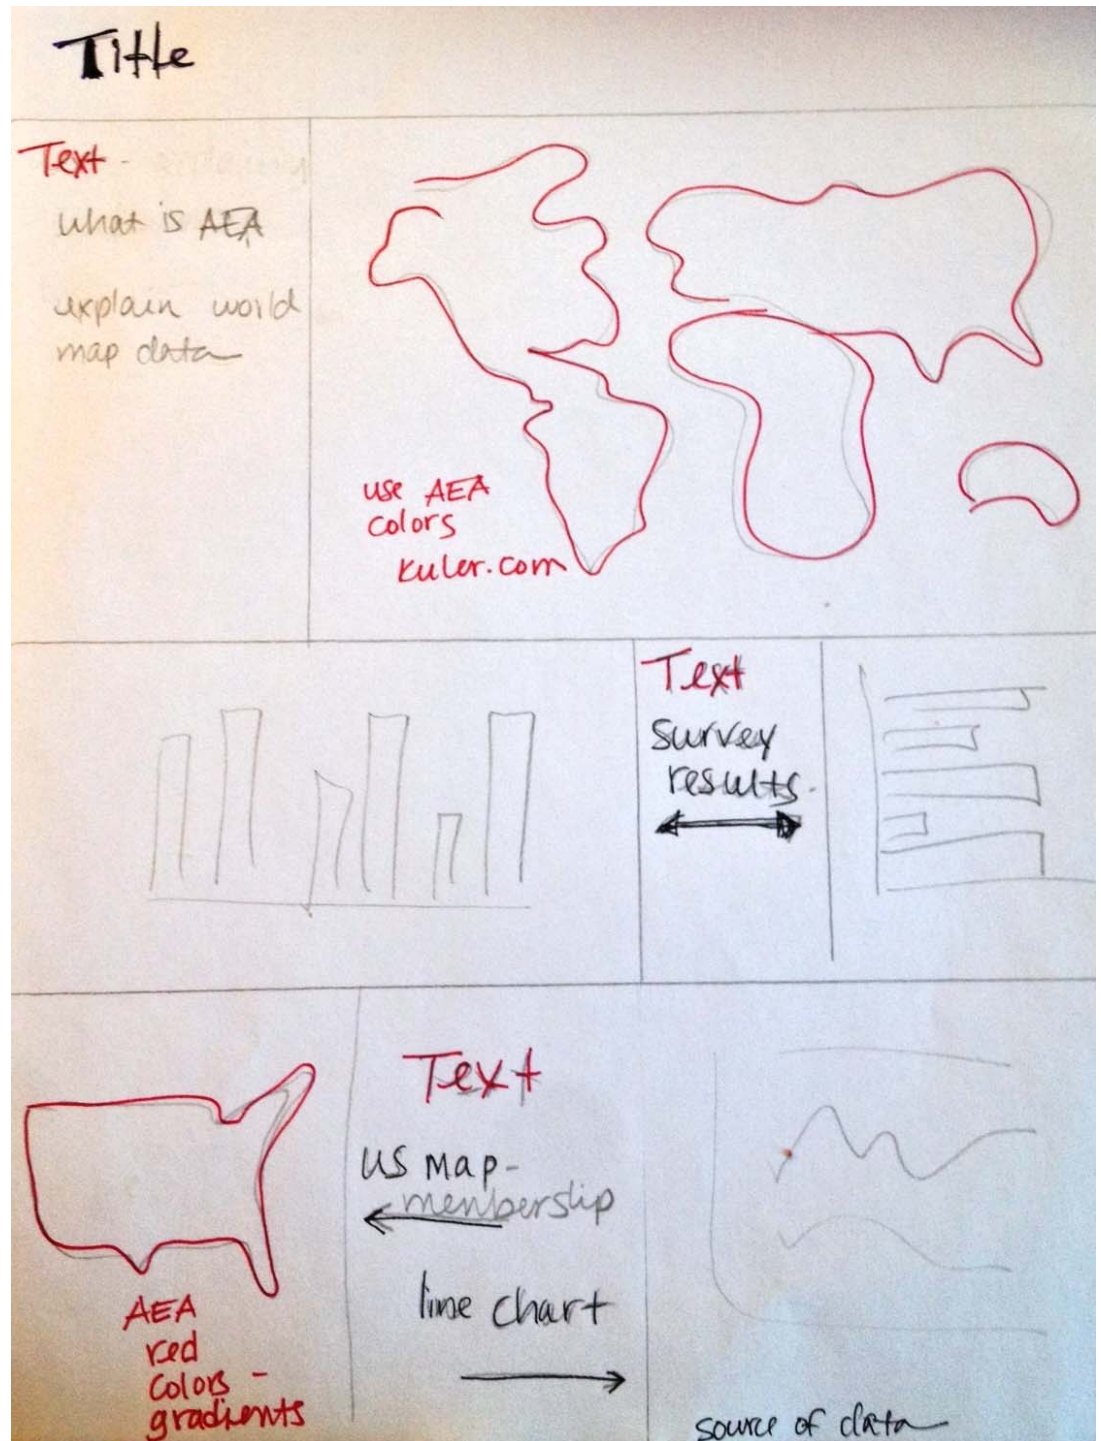 Title
Text -
what is AEA
explain world
map data
use AEA
colors
kuler.com
Text
survey
results.
Text
US MAP-
membership
line chart
AEA
red
colors -
gradients
source of data